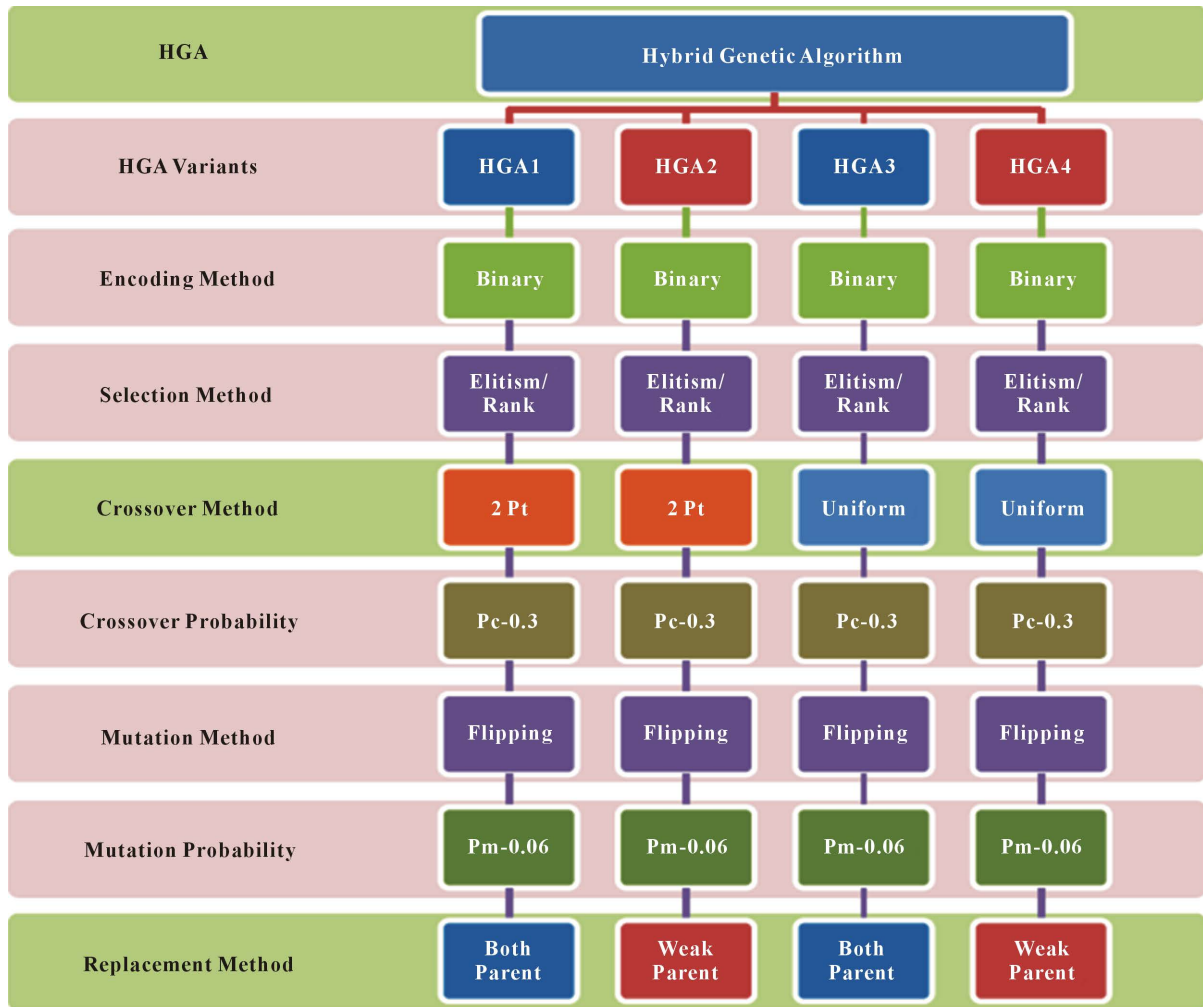 HGA
Hybrid Genetic Algorithm
HGA Variants
HGA1
HGA2
HGA3
HGA4
Encoding Method
Binary
Binary
Binary
Binary
Selection Method
Elitism/
Rank
Elitism/
Rank
Elitism/
Rank
Elitism/
Rank
Crossover Method
2 Pt
2 Pt
Uniform
Uniform
Crossover Probability
Pc-0.3
Pc-0.3
Pc-0.3
Pc-0.3
Mutation Method
Flipping
Flipping
Flipping
Flipping
Mutation Probability
Pm-0.06
Pm-0.06
Pm-0.06
Pm-0.06
Replacement Method
Both
Parent
Weak
Parent
Both
Parent
Weak
Parent